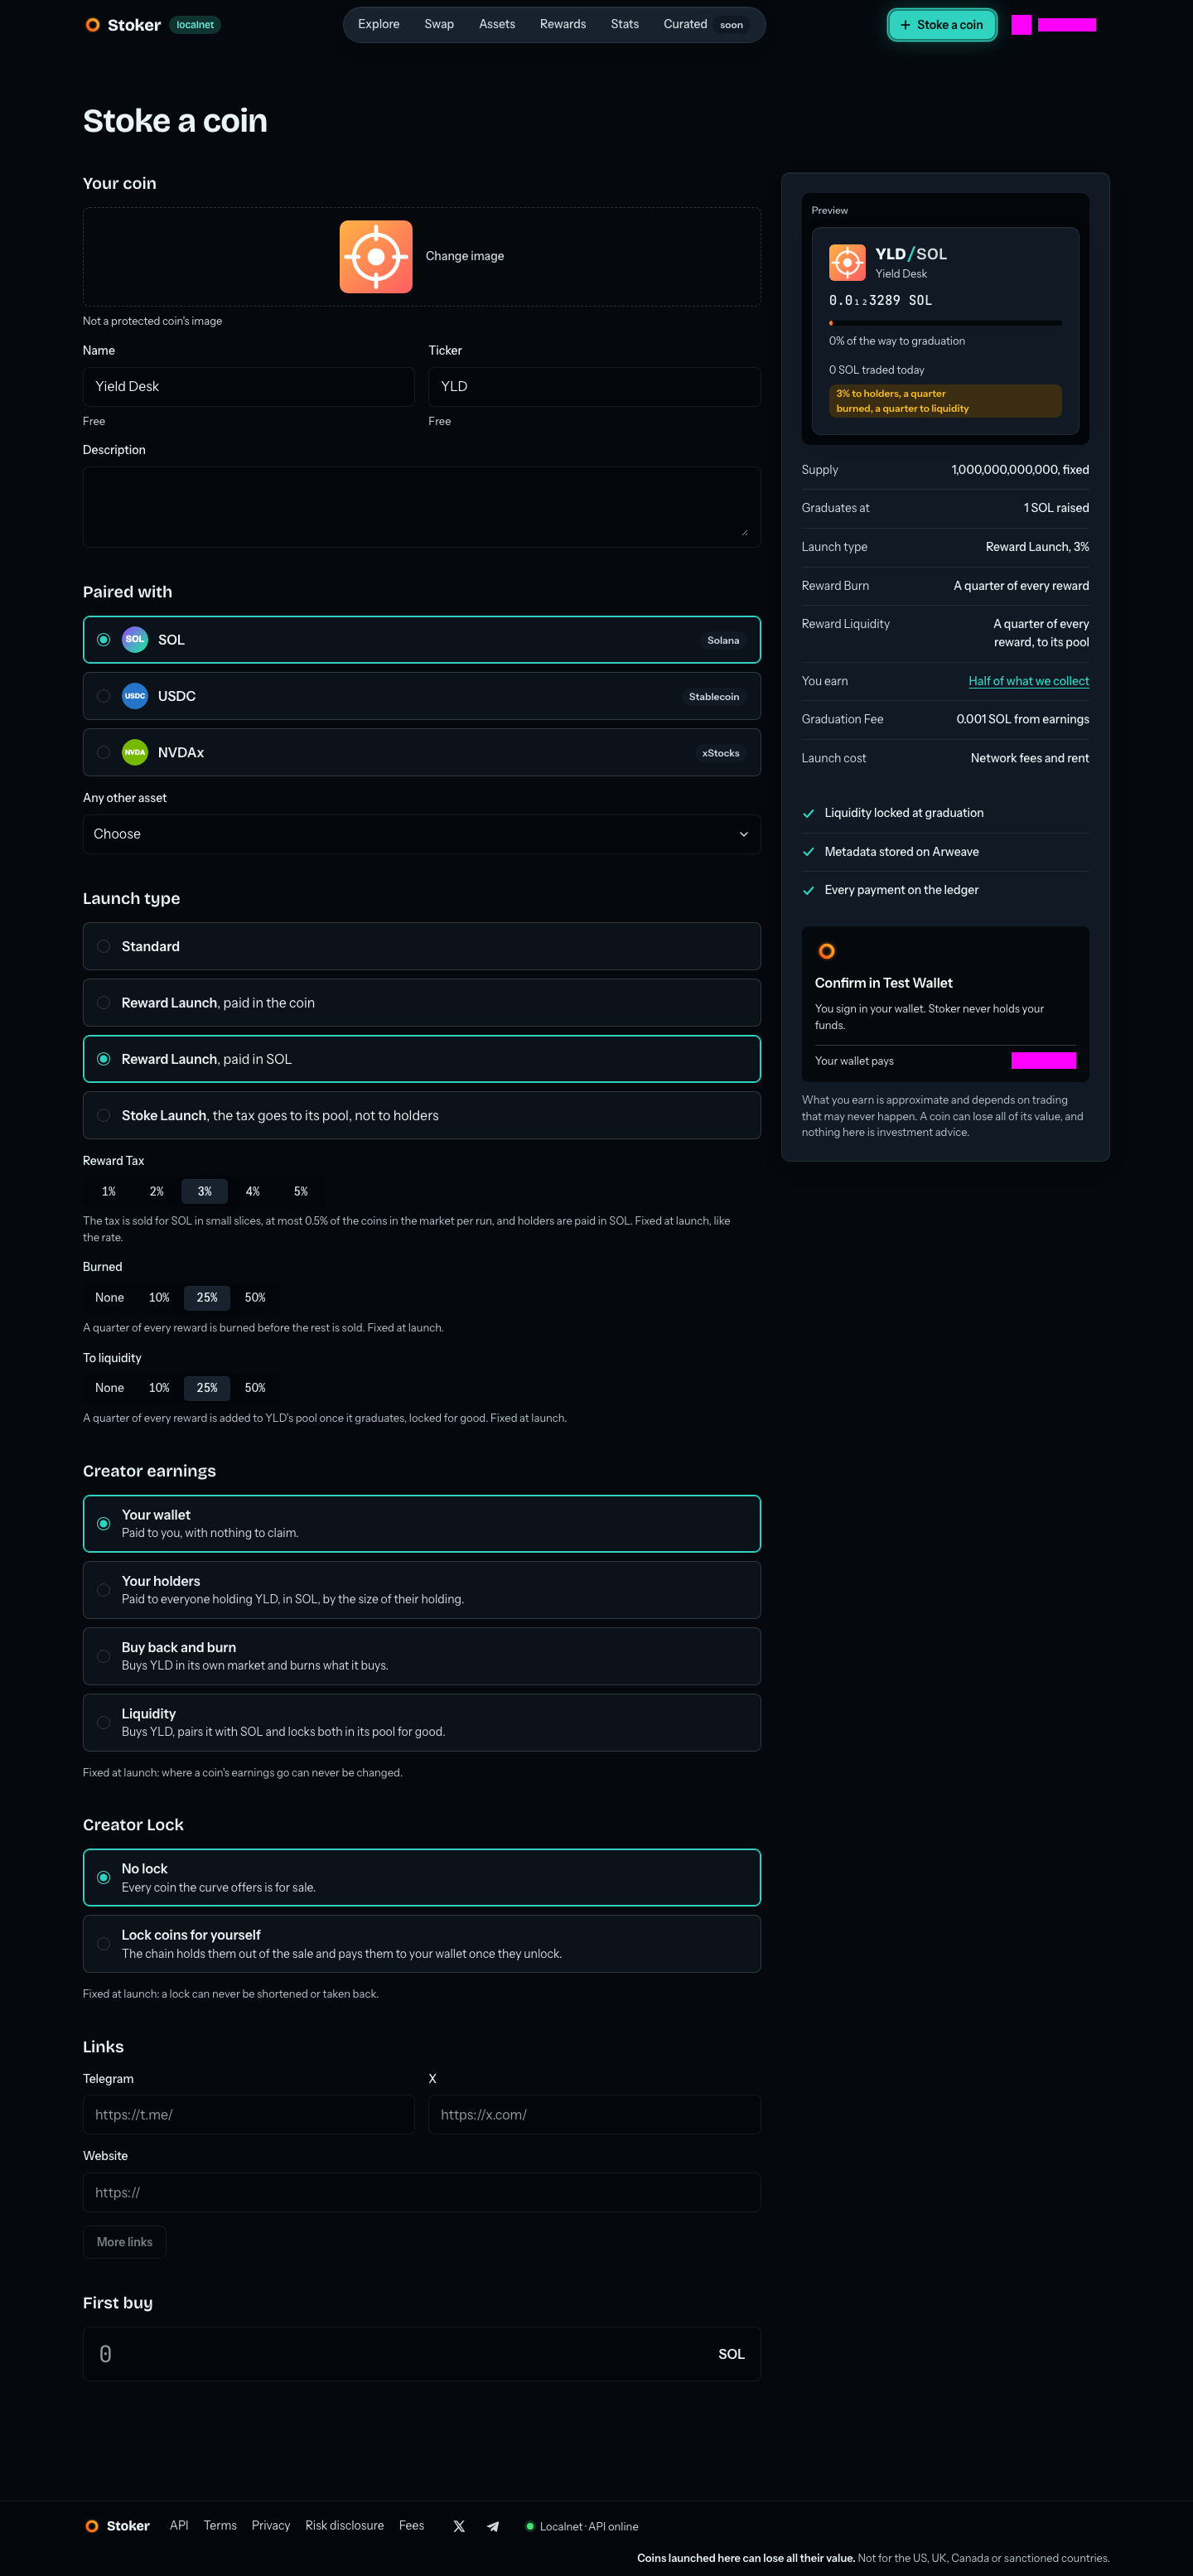 Stoker localnet Explore Swap Assets Rewards Stats Curated soon + Stoke a coin
Stoke a coin
Your coin
Change image
Not a protected coin's image
Name
Ticker
Yield Desk
YLD
Free
Free
Description
Paired with
SOL SOL Solana
USDC USDC Stablecoin
NVDA NVDAx xStocks
Any other asset
Choose
Launch type
Standard
Reward Launch, paid in the coin
Reward Launch, paid in SOL
Stoke Launch, the tax goes to its pool, not to holders
Reward Tax
1% 2% 3% 4% 5%
The tax is sold for SOL in small slices, at most 0.5% of the coins in the market per run, and holders are paid in SOL. Fixed at launch, like
the rate.
Burned
None 10% 25% 50%
A quarter of every reward is burned before the rest is sold. Fixed at launch.
To liquidity
None 10% 25% 50%
A quarter of every reward is added to YLD's pool once it graduates, locked for good. Fixed at launch.
Creator earnings
Your wallet
Paid to you, with nothing to claim.
Your holders
Paid to everyone holding YLD, in SOL, by the size of their holding.
Buy back and burn
Buys YLD in its own market and burns what it buys.
Liquidity
Buys YLD, pairs it with SOL and locks both in its pool for good.
Fixed at launch: where a coin's earnings go can never be changed.
Creator Lock
No lock
Every coin the curve offers is for sale.
Lock coins for yourself
The chain holds them out of the sale and pays them to your wallet once they unlock.
Fixed at launch: a lock can never be shortened or taken back.
Links
Telegram
X
https://t.me/
https://x.com/
Website
https://
More links
First buy
0 SOL
Preview
YLD/SOL
Yield Desk
0.0₁₂3289 SOL
0% of the way to graduation
0 SOL traded today
3% to holders, a quarter
burned, a quarter to liquidity
Supply 1,000,000,000,000, fixed
Graduates at 1 SOL raised
Launch type Reward Launch, 3%
Reward Burn A quarter of every reward
Reward Liquidity A quarter of every
reward, to its pool
You earn Half of what we collect
Graduation Fee 0.001 SOL from earnings
Launch cost Network fees and rent
Liquidity locked at graduation
Metadata stored on Arweave
Every payment on the ledger
Confirm in Test Wallet
You sign in your wallet. Stoker never holds your
funds.
Your wallet pays
What you earn is approximate and depends on trading
that may never happen. A coin can lose all of its value, and
nothing here is investment advice.
Stoker API Terms Privacy Risk disclosure Fees Localnet · API online
Coins launched here can lose all their value. Not for the US, UK, Canada or sanctioned countries.